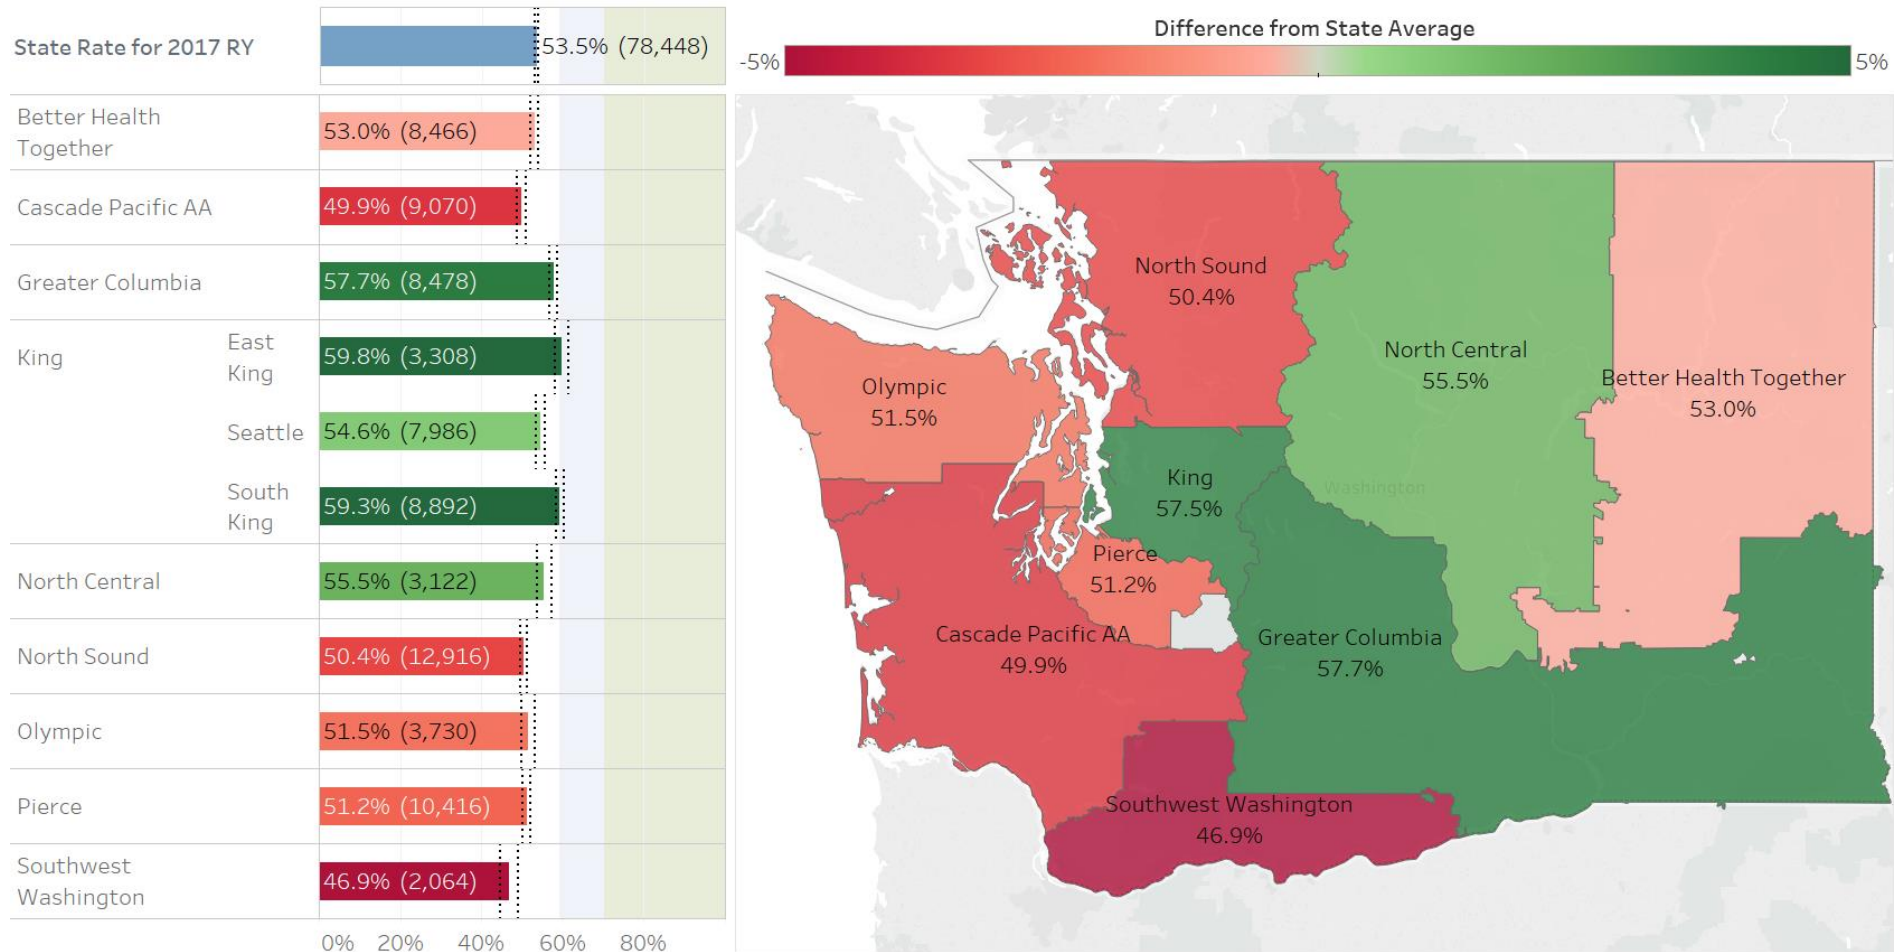 State Rate for 2017 RY
53.5% (78,448)
Difference from State Average
-5%
5%
Better Health
Together
53.0% (8,466)
Cascade Pacific AA
49.9% (9,070)
Greater Columbia
57.7% (8,478)
King
East
King
59.8% (3,308)
Seattle
54.6% (7,986)
South
King
59.3% (8,892)
North Central
55.5% (3,122)
North Sound
50.4% (12,916)
Olympic
51.5% (3,730)
Pierce
51.2% (10,416)
Southwest
Washington
46.9% (2,064)
0% 20% 40% 60% 80%
North Sound
50.4%
North Central
55.5%
Better Health Together
53.0%
Olympic
51.5%
King
57.5%
Washington
Pierce
51.2%
Cascade Pacific AA
49.9%
Greater Columbia
57.7%
Southwest Washington
46.9%